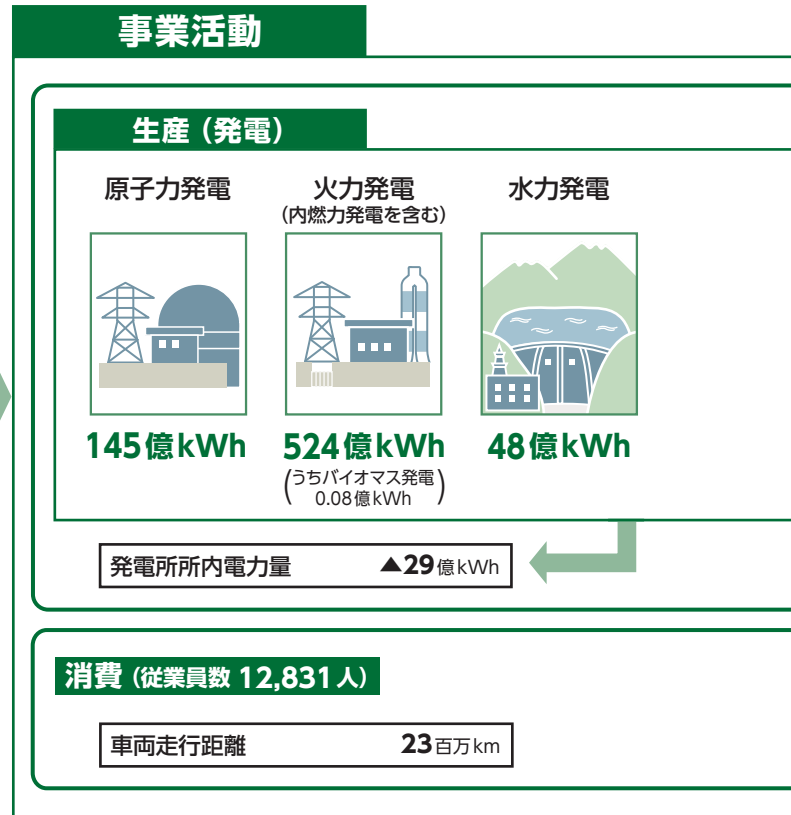 事業活動
生産（発電）
原子力発電
火力発電
（内燃力発電を含む）
水力発電
145億kWh
524億kWh
（うちバイオマス発電
0.08億kWh）
48億kWh
発電所所内電力量 ▲29億kWh
消費（従業員数 12,831人）
車両走行距離 23百万km